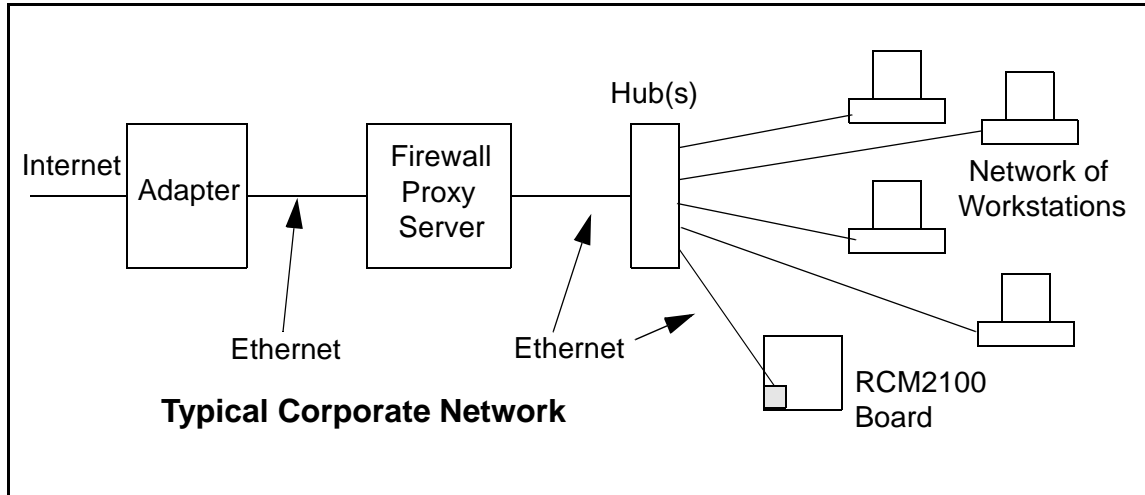 Hub(s)
Internet
Adapter
Firewall
Proxy
Server
Network of
Workstations
Ethernet
Ethernet
RCM2100
Board
Typical Corporate Network